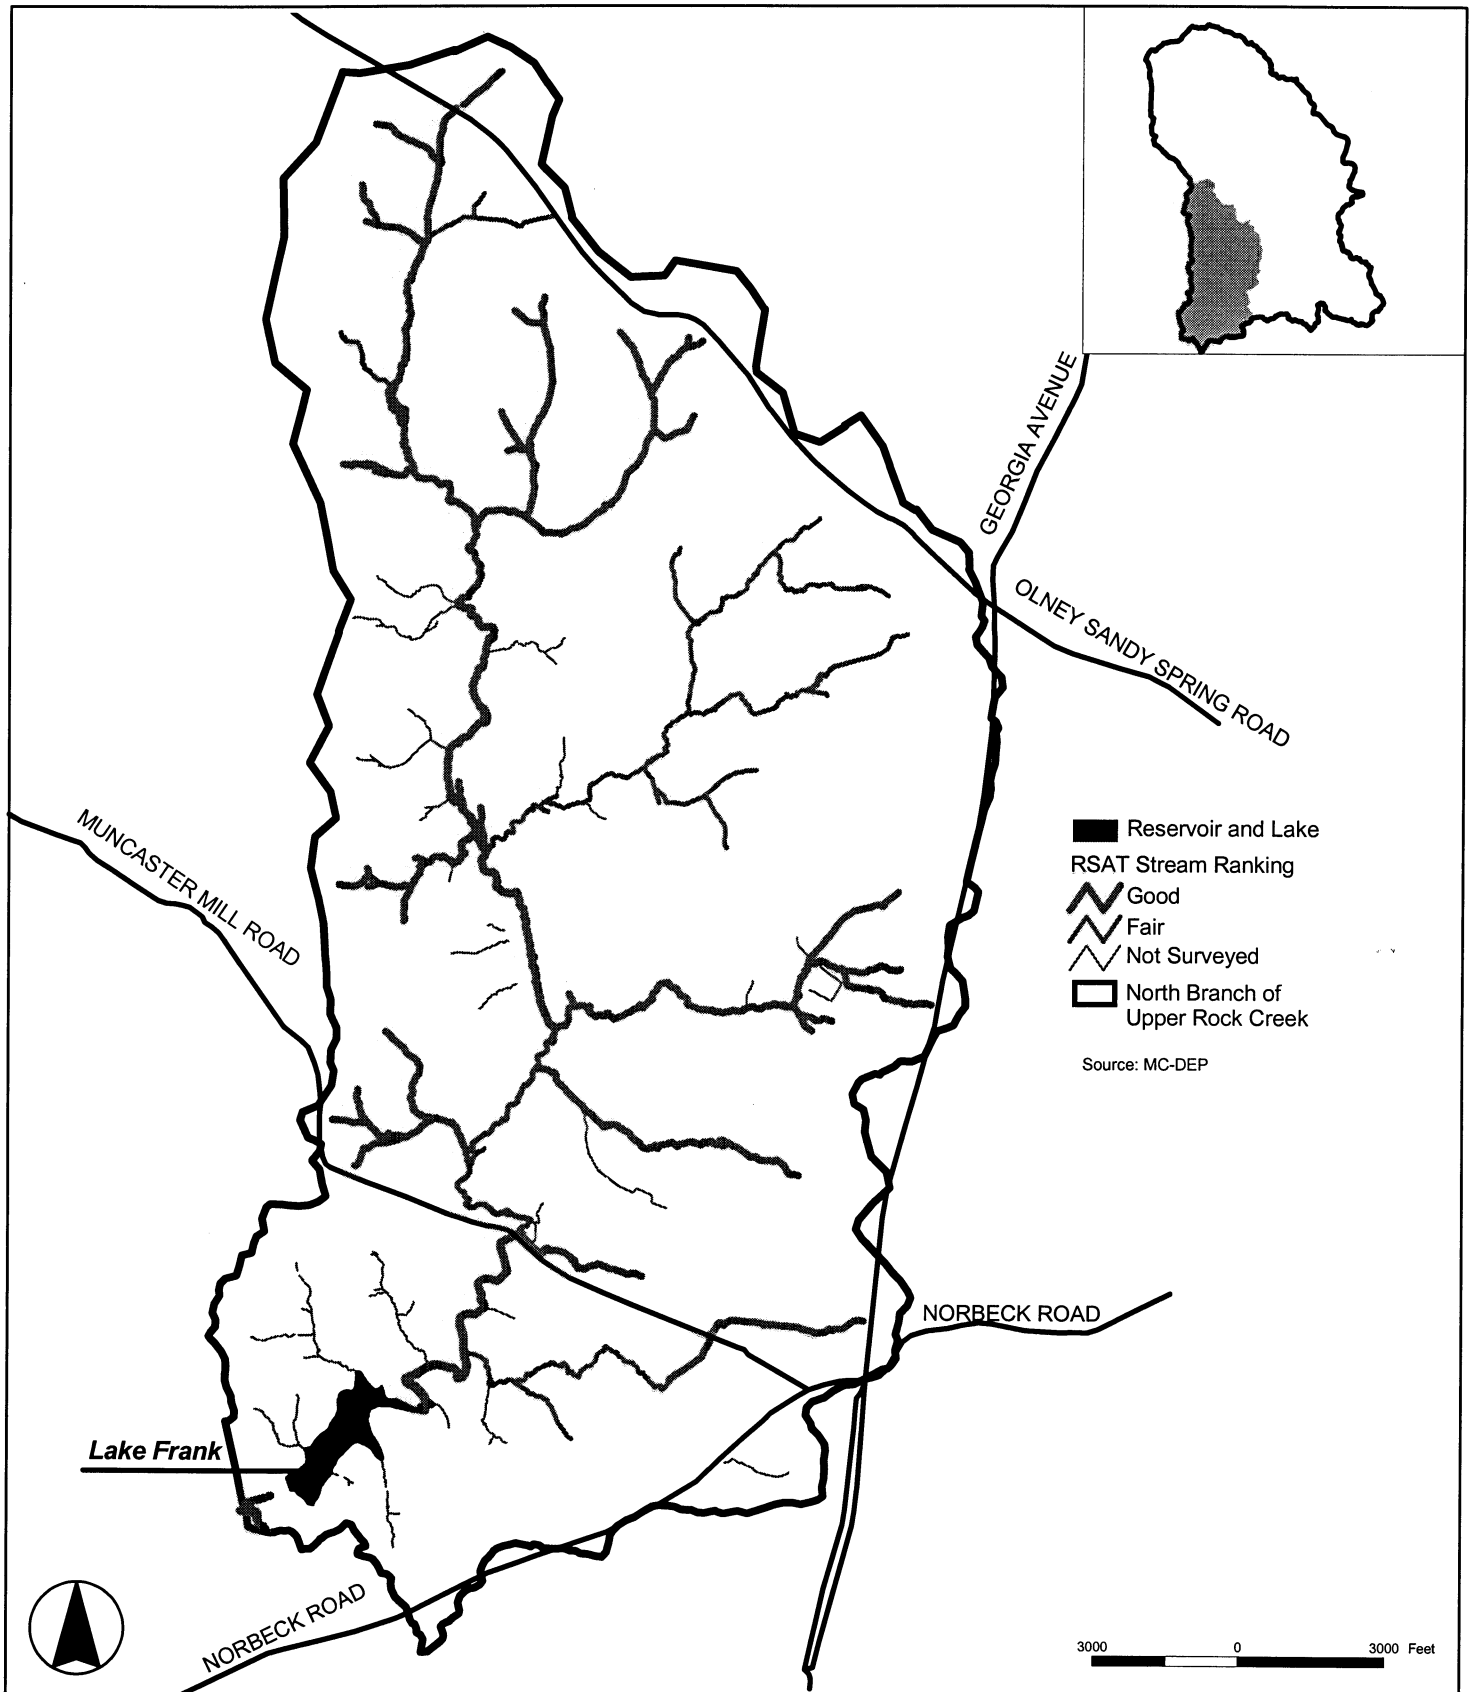 GEORGIA AVENUE
OLNEY SANDY SPRING ROAD
MUNCASTER MILL ROAD
Reservoir and Lake
RSAT Stream Ranking
Good
Fair
Not Surveyed
North Branch of
Upper Rock Creek
Source: MC-DEP
NORBECK ROAD
Lake Frank
NORBECK ROAD
3000 0 3000 Feet